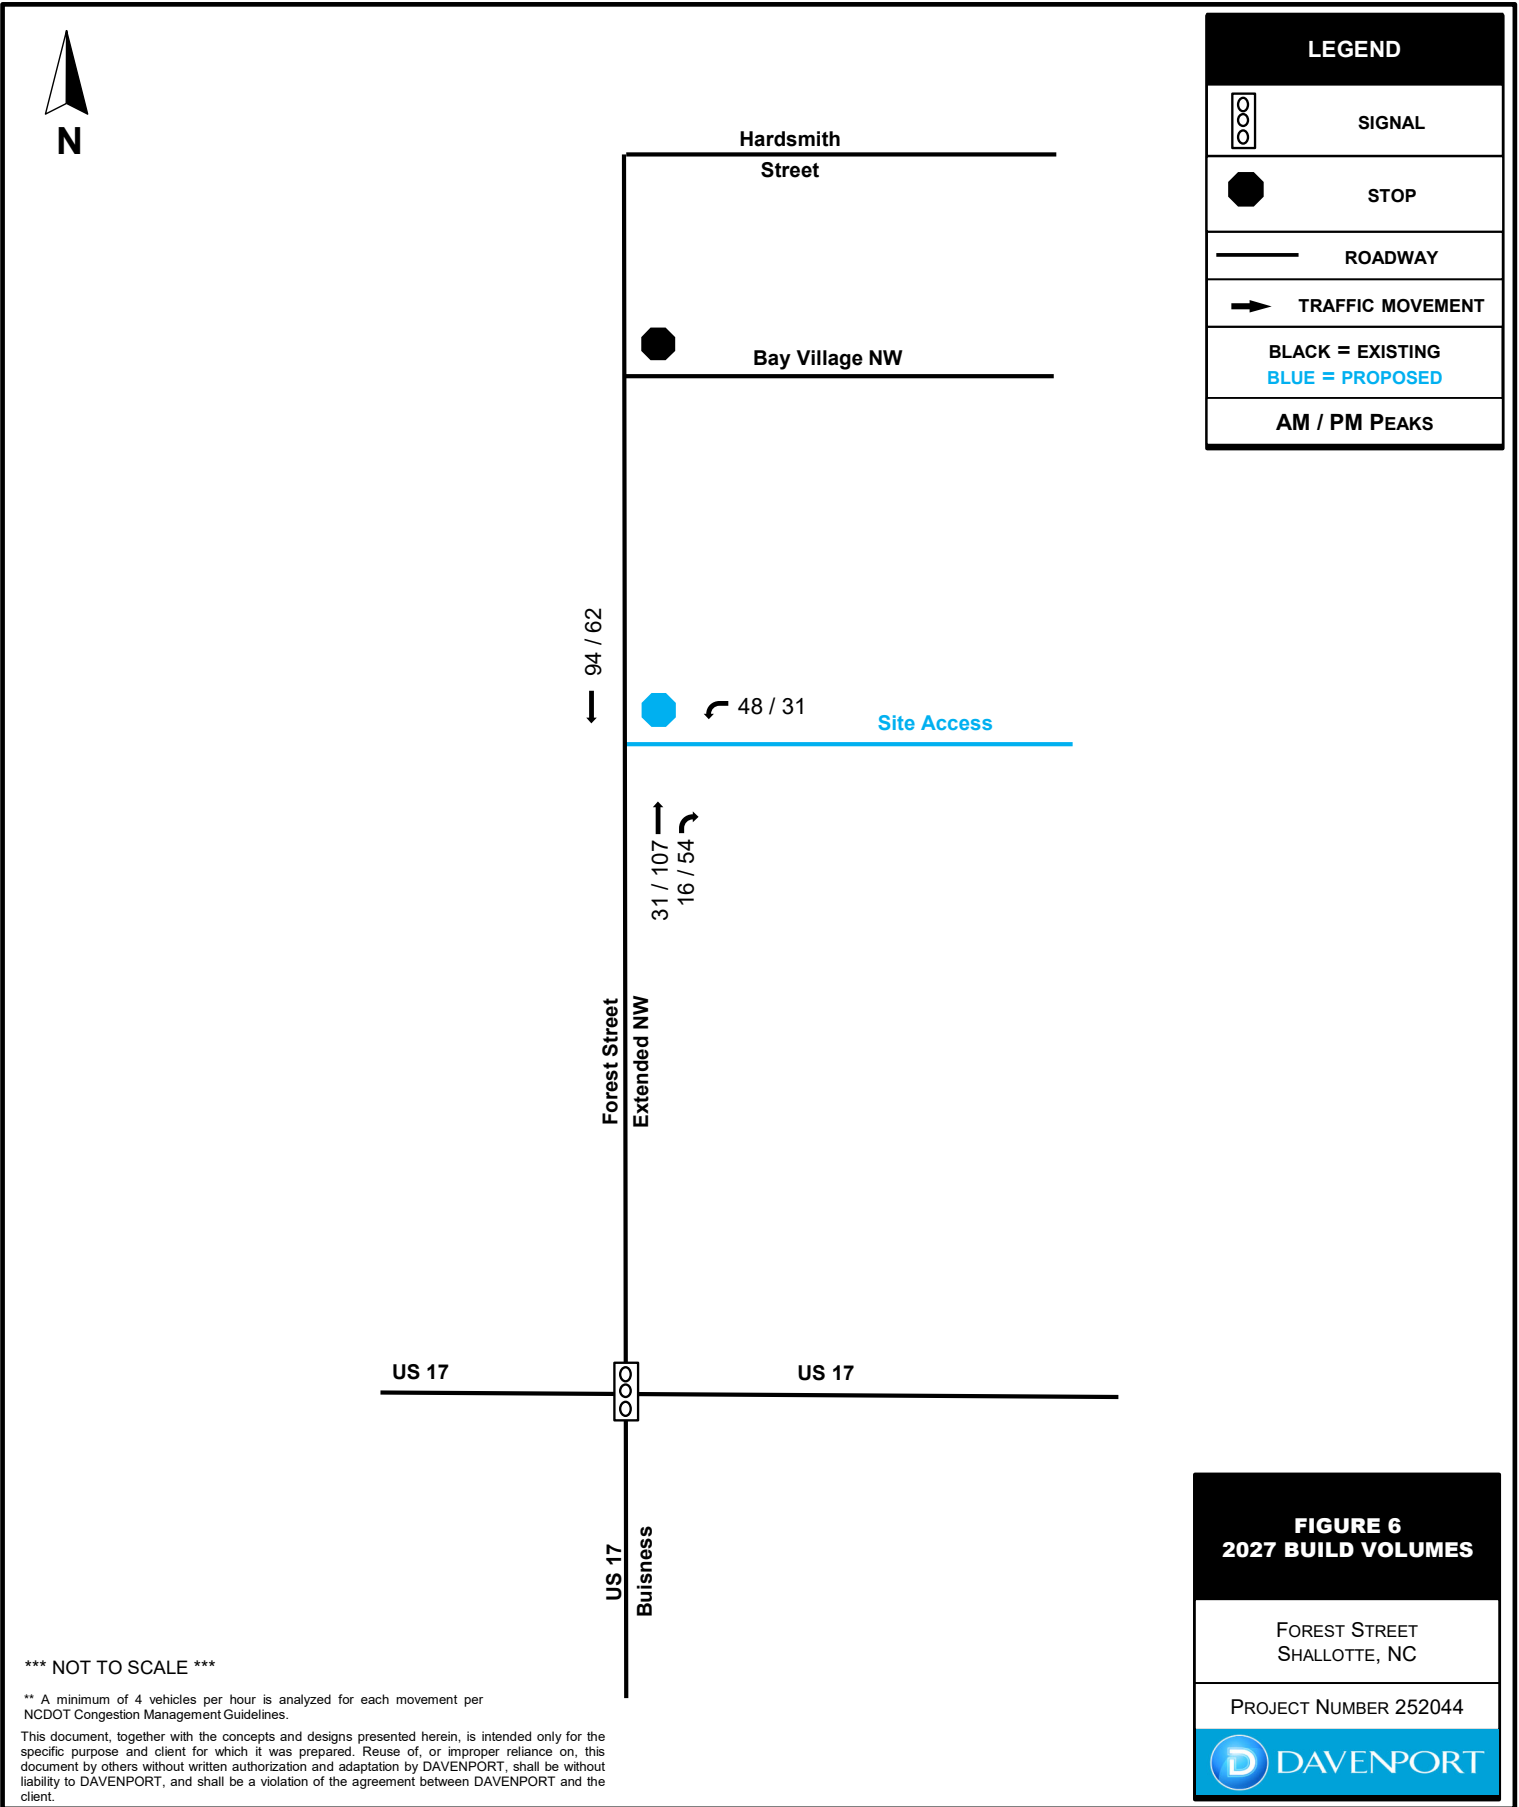 N
LEGEND
SIGNAL
STOP
ROADWAY
TRAFFIC MOVEMENT
BLACK = EXISTING
BLUE = PROPOSED
AM / PM PEAKS
Hardsmith
Street
Bay Village NW
94 / 62
48 / 31
Site Access
31 / 107
16 / 54
Forest Street
Extended NW
US 17
US 17
US 17
Buisness
FIGURE 6
2027 BUILD VOLUMES
FOREST STREET
SHALLOTTE, NC
PROJECT NUMBER 252044
D DAVENPORT
*** NOT TO SCALE ***
** A minimum of 4 vehicles per hour is analyzed for each movement per
NCDOT Congestion Management Guidelines.
This document, together with the concepts and designs presented herein, is intended only for the
specific purpose and client for which it was prepared. Reuse of, or improper reliance on, this
document by others without written authorization and adaptation by DAVENPORT, shall be without
liability to DAVENPORT, and shall be a violation of the agreement between DAVENPORT and the
client.